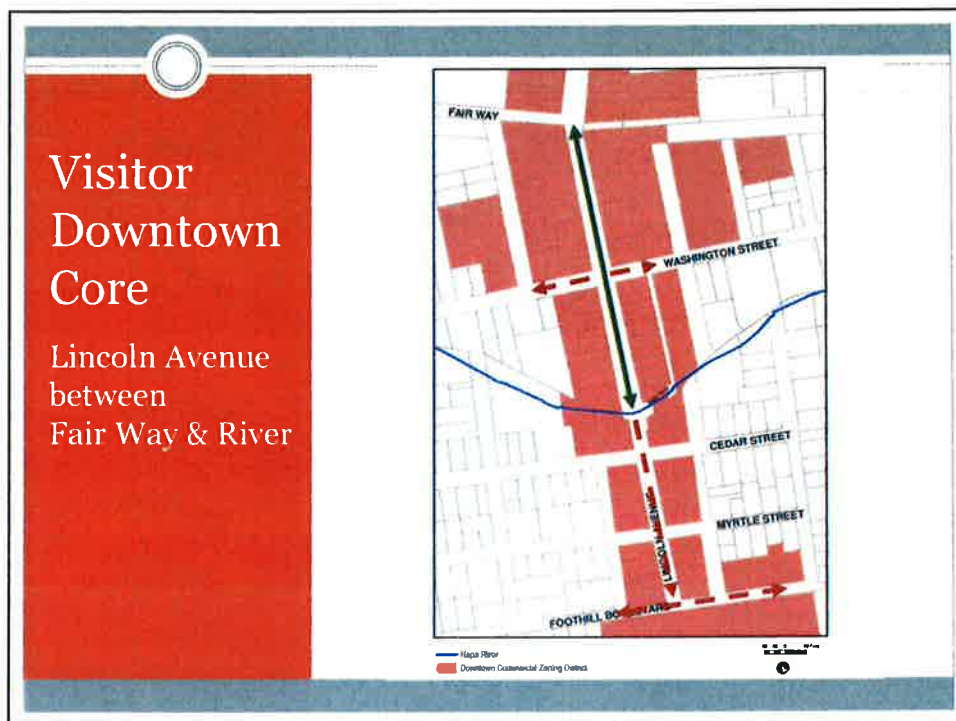 Visitor
Downtown
Core
Lincoln Avenue
between
Fair Way & River
FAIR WAY
WASHINGTON STREET
CEDAR STREET
MYRTLE STREET
LINCOLN AVENUE
FOOTHILL
Napa River
Downtown Commercial Zoning District